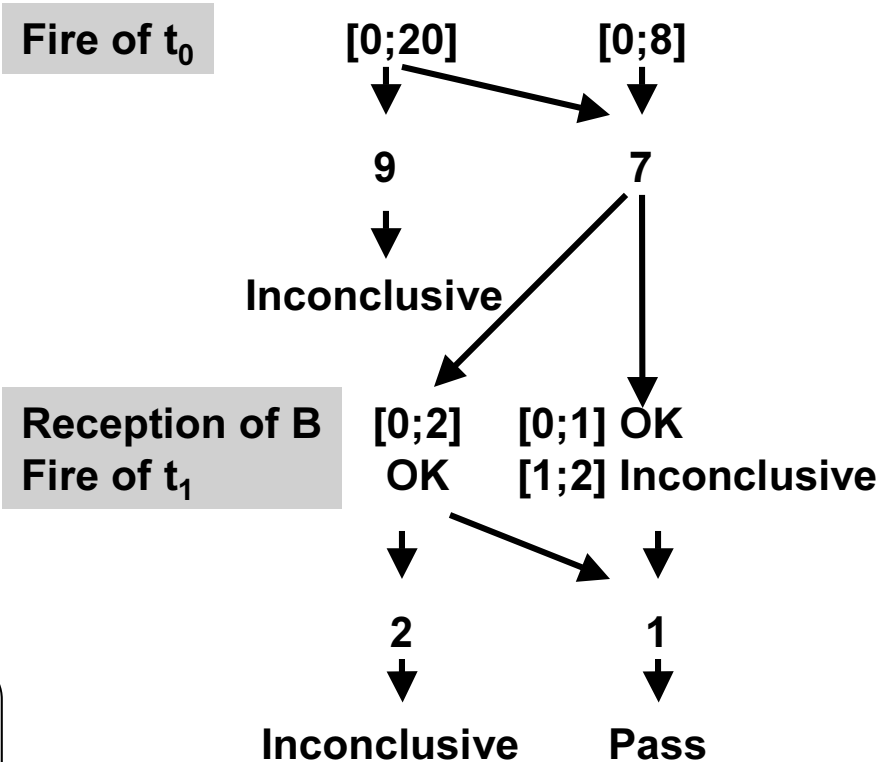 Fire of t0 [0;20] [0;8]
9 7
Inconclusive
Reception of B [0;2] [0;1] OK
Fire of t1 OK [1;2] Inconclusive
2 1
Inconclusive Pass